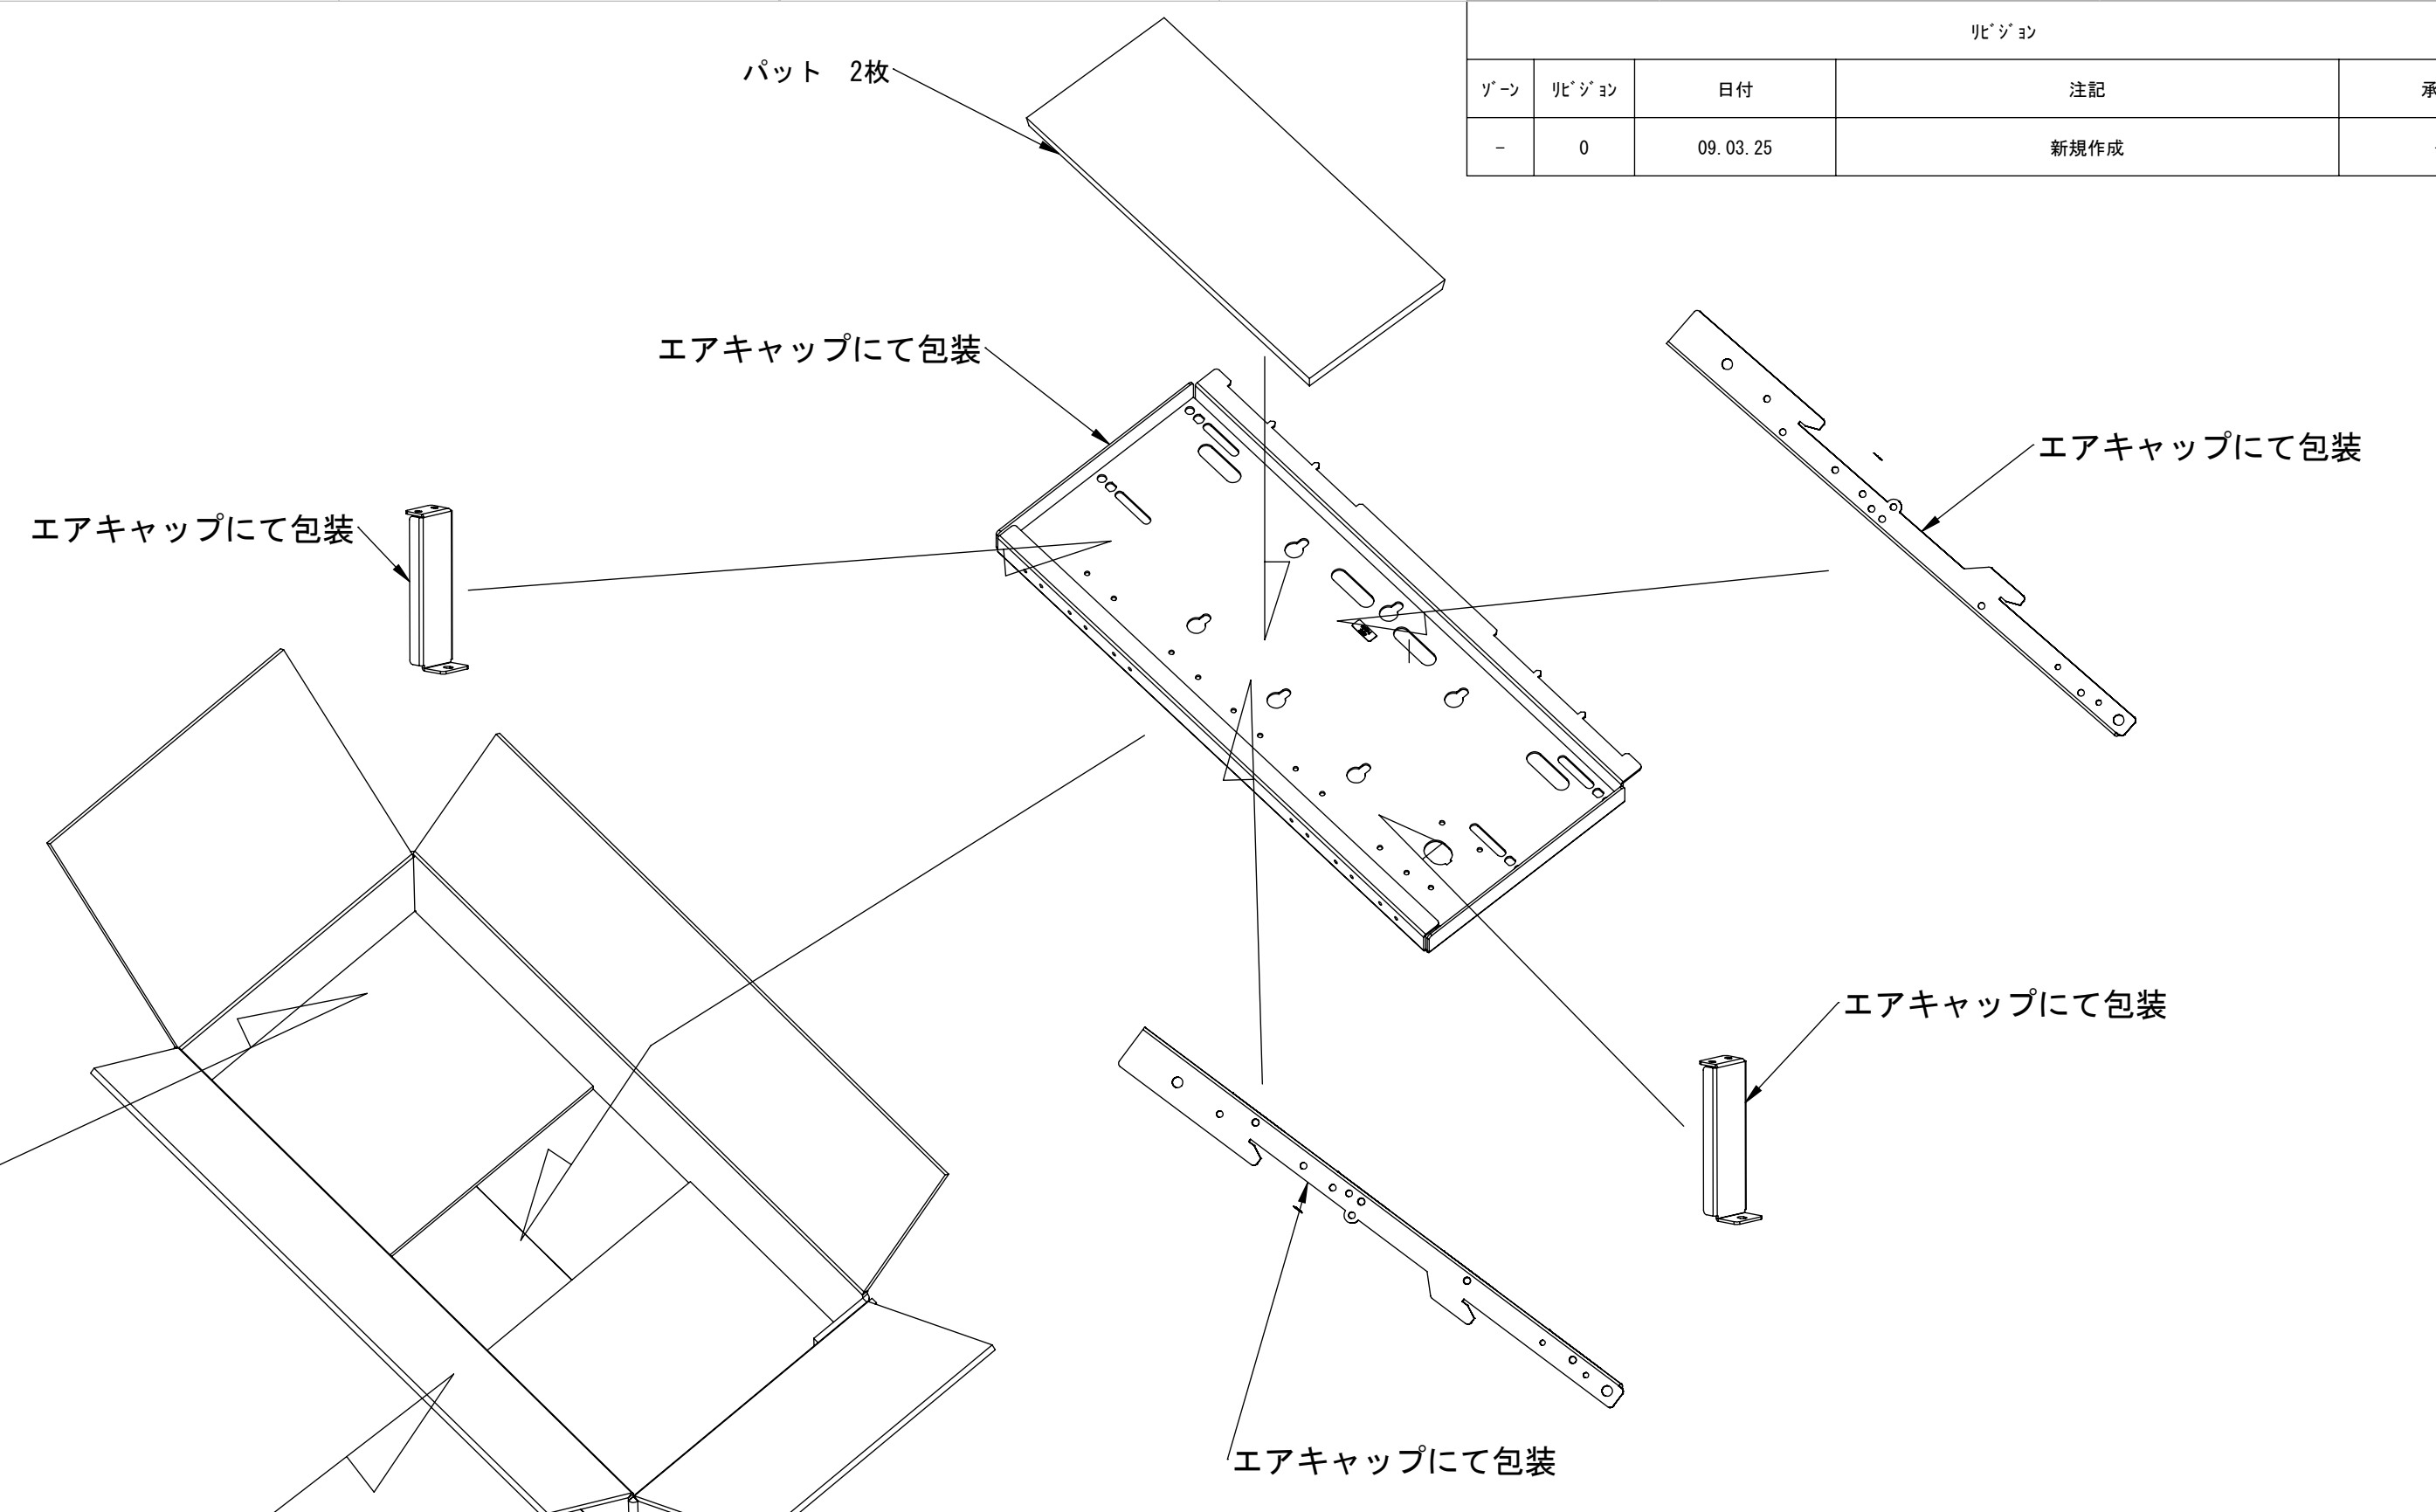 リビジョン
ゾーン リビジョン 日付 注記 承
- 0 09.03.25 新規作成
パット 2枚
エアキャップにて包装
エアキャップにて包装
エアキャップにて包装
エアキャップにて包装
エアキャップにて包装